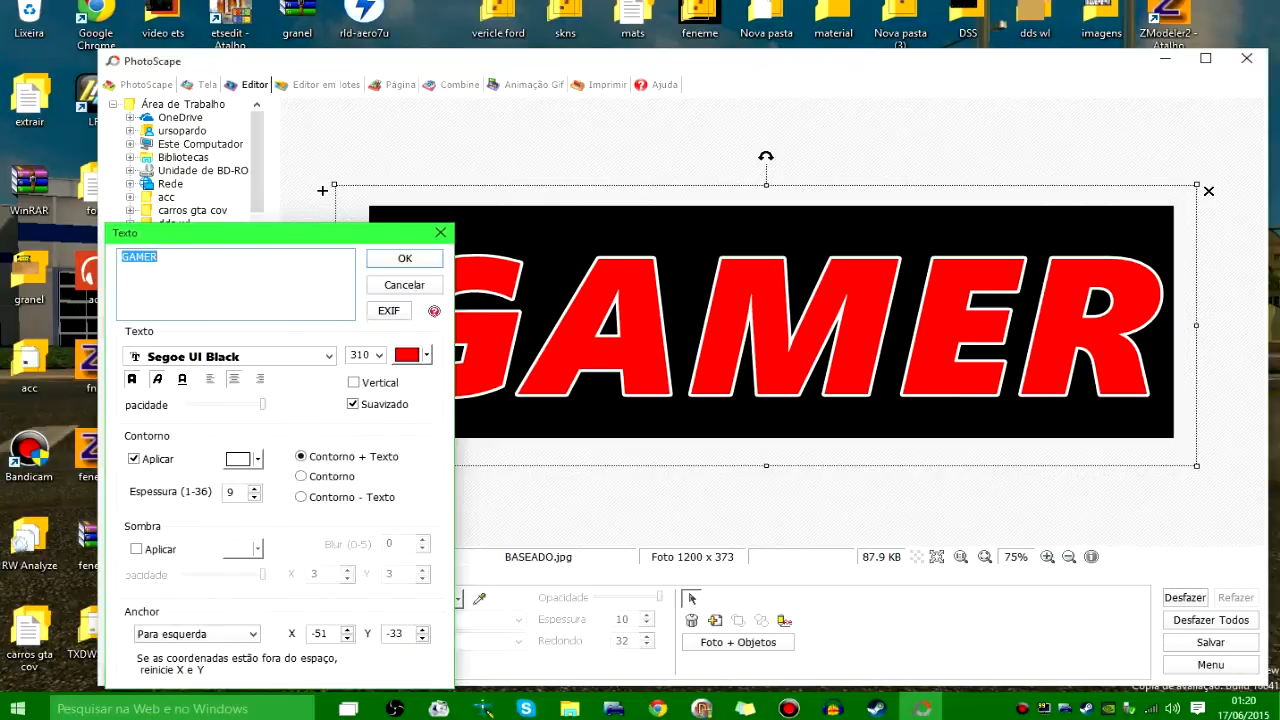 Lixeira
Google
Chrome
video ets
etsedit -
Atalho
granel
rld-aero7u
vericle ford
skns
mats
feneme
Nova pasta
material
Nova pasta
(3)
DSS
dds wl
imagens
ZModeler2 -
Atalho
extrair
WinRAR
granel
acc
Bandicam
RW Analyze
carros gta
cov
TXDW
PhotoScape
PhotoScape
Tela
Editor
Editor em lotes
Página
Combine
Animação Gif
Imprimir
Ajuda
Área de Trabalho
OneDrive
ursopardo
Este Computador
Bibliotecas
Unidade de BD-RO
Rede
acc
carros gta cov
Texto
GAMER
OK
Cancelar
EXIF
Texto
Segoe UI Black
310
Vertical
pacidade
Suavizado
Contorno
Aplicar
Contorno + Texto
Contorno
Espessura (1-36)
9
Contorno - Texto
Sombra
Aplicar
Blur (0-5)
0
pacidade
X
3
Y
3
Anchor
Para esquerda
X
-51
Y
-33
Se as coordenadas estão fora do espaço,
reinicie X e Y
GAMER
BASEADO.jpg
Foto 1200 x 373
87.9 KB
75%
Opacidade
Espessura
10
Redondo
32
Foto + Objetos
Desfazer
Refazer
Desfazer Todos
Salvar
Menu
Pesquisar na Web e no Windows
01:20
17/06/2015